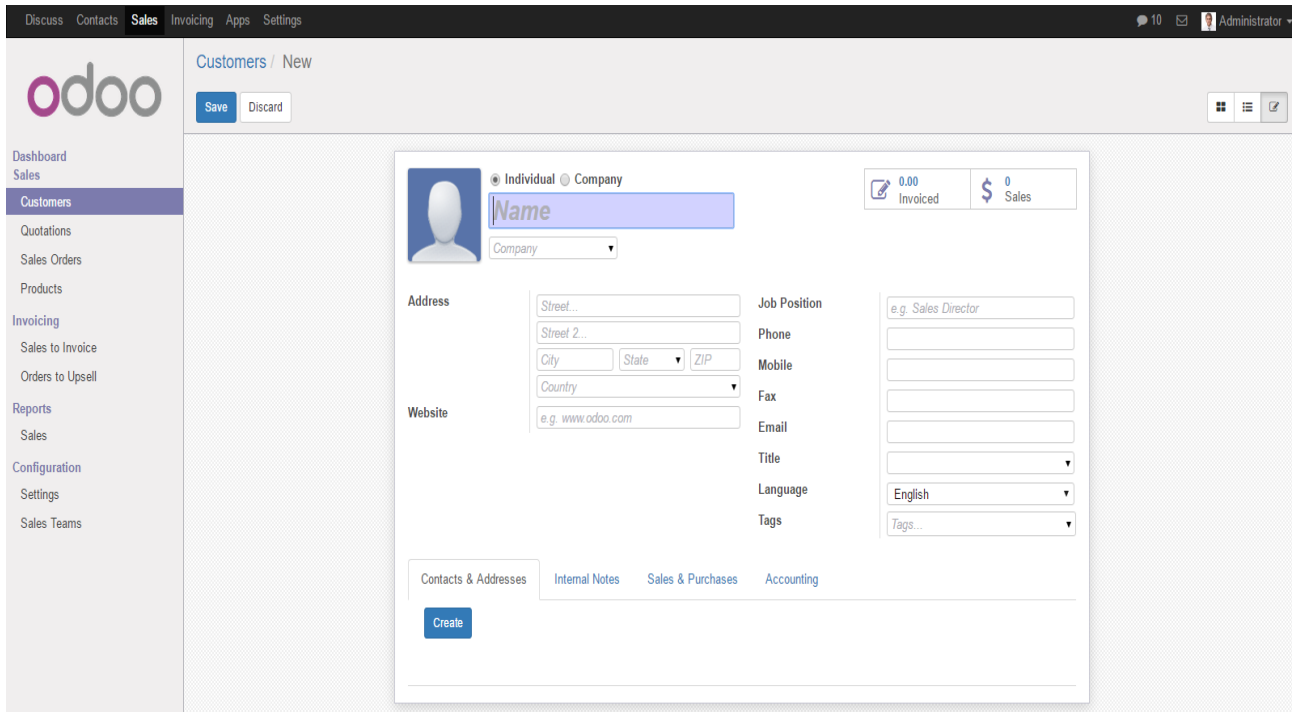 Discuss Contacts Sales Invoicing Apps Settings 10 Administrator
odoo
Customers / New
Save Discard
Dashboard
Sales
Customers
Quotations
Sales Orders
Products
Invoicing
Sales to Invoice
Orders to Upsell
Reports
Sales
Configuration
Settings
Sales Teams
Individual Company
Name
Company
0.00
Invoiced
0
Sales
Address
Street...
Street 2...
City State ZIP
Country
Website e.g. www.odoo.com
Job Position e.g. Sales Director
Phone
Mobile
Fax
Email
Title
Language English
Tags Tags...
Contacts & Addresses Internal Notes Sales & Purchases Accounting
Create